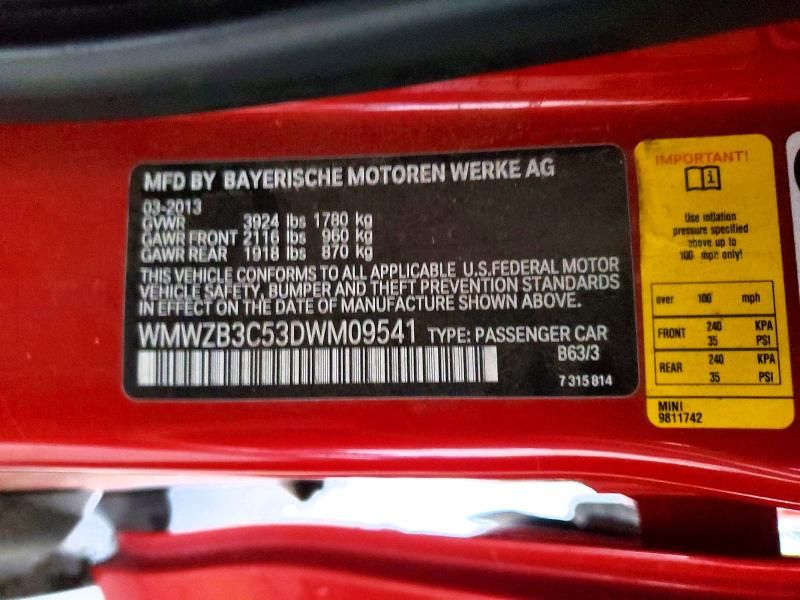 MFD BY BAYERISCHE MOTOREN WERKE AG
03-2013
GVWR 3924 lbs 1780 kg
GAWR FRONT 2116 lbs 960 kg
GAWR REAR 1918 lbs 870 kg
THIS VEHICLE CONFORMS TO ALL APPLICABLE U.S.FEDERAL MOTOR
VEHICLE SAFETY, BUMPER AND THEFT PREVENTION STANDARDS
IN EFFECT ON THE DATE OF MANUFACTURE SHOWN ABOVE.
WMWZB3C53DWM09541 TYPE: PASSENGER CAR
B63/3
7 315 814
IMPORTANT!
Use inflation
pressure specified
above up to
100 mph only!
over 100 mph
FRONT 240 KPA
35 PSI
REAR 240 KPA
35 PSI
MINI
9811742